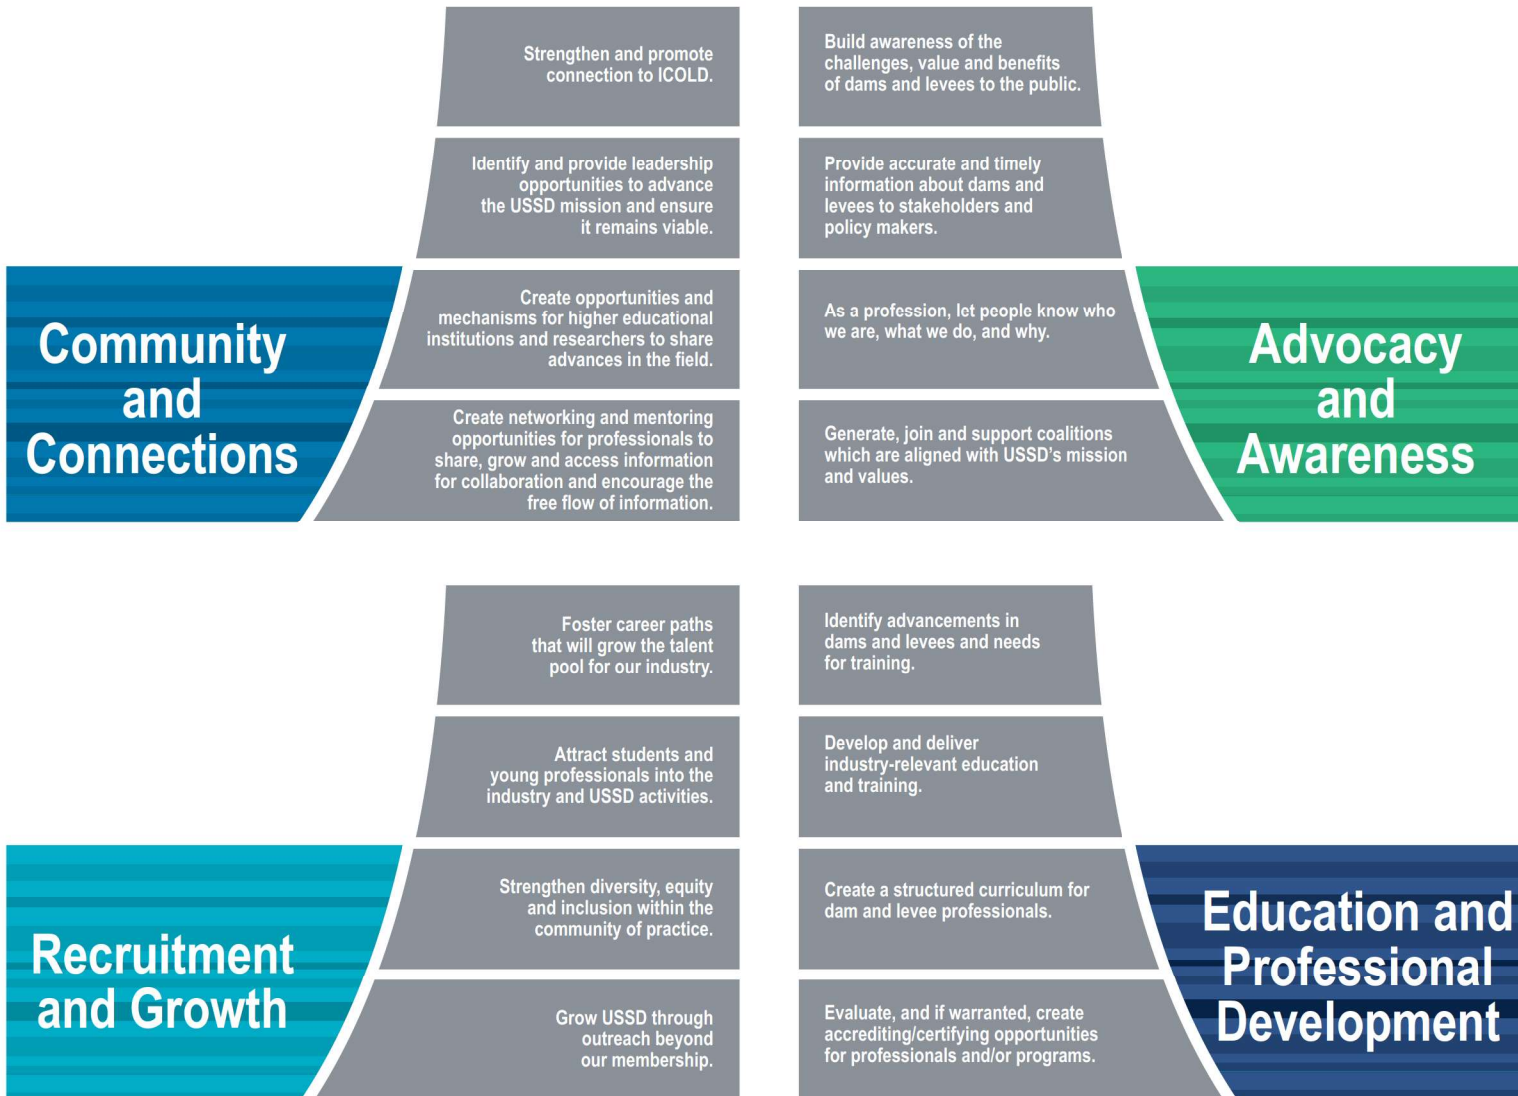 Community
and
Connections
Strengthen and promote
connection to ICOLD.
Identify and provide leadership
opportunities to advance
the USSD mission and ensure
it remains viable.
Create opportunities and
mechanisms for higher educational
institutions and researchers to share
advances in the field.
Create networking and mentoring
opportunities for professionals to
share, grow and access information
for collaboration and encourage the
free flow of information.
Build awareness of the
challenges, value and benefits
of dams and levees to the public.
Provide accurate and timely
information about dams and
levees to stakeholders and
policy makers.
As a profession, let people know who
we are, what we do, and why.
Generate, join and support coalitions
which are aligned with USSD's mission
and values.
Advocacy
and
Awareness
Recruitment
and Growth
Foster career paths
that will grow the talent
pool for our industry.
Attract students and
young professionals into the
industry and USSD activities.
Strengthen diversity, equity
and inclusion within the
community of practice.
Grow USSD through
outreach beyond
our membership.
Identify advancements in
dams and levees and needs
for training.
Develop and deliver
industry-relevant education
and training.
Create a structured curriculum for
dam and levee professionals.
Evaluate, and if warranted, create
accrediting/certifying opportunities
for professionals and/or programs.
Education and
Professional
Development